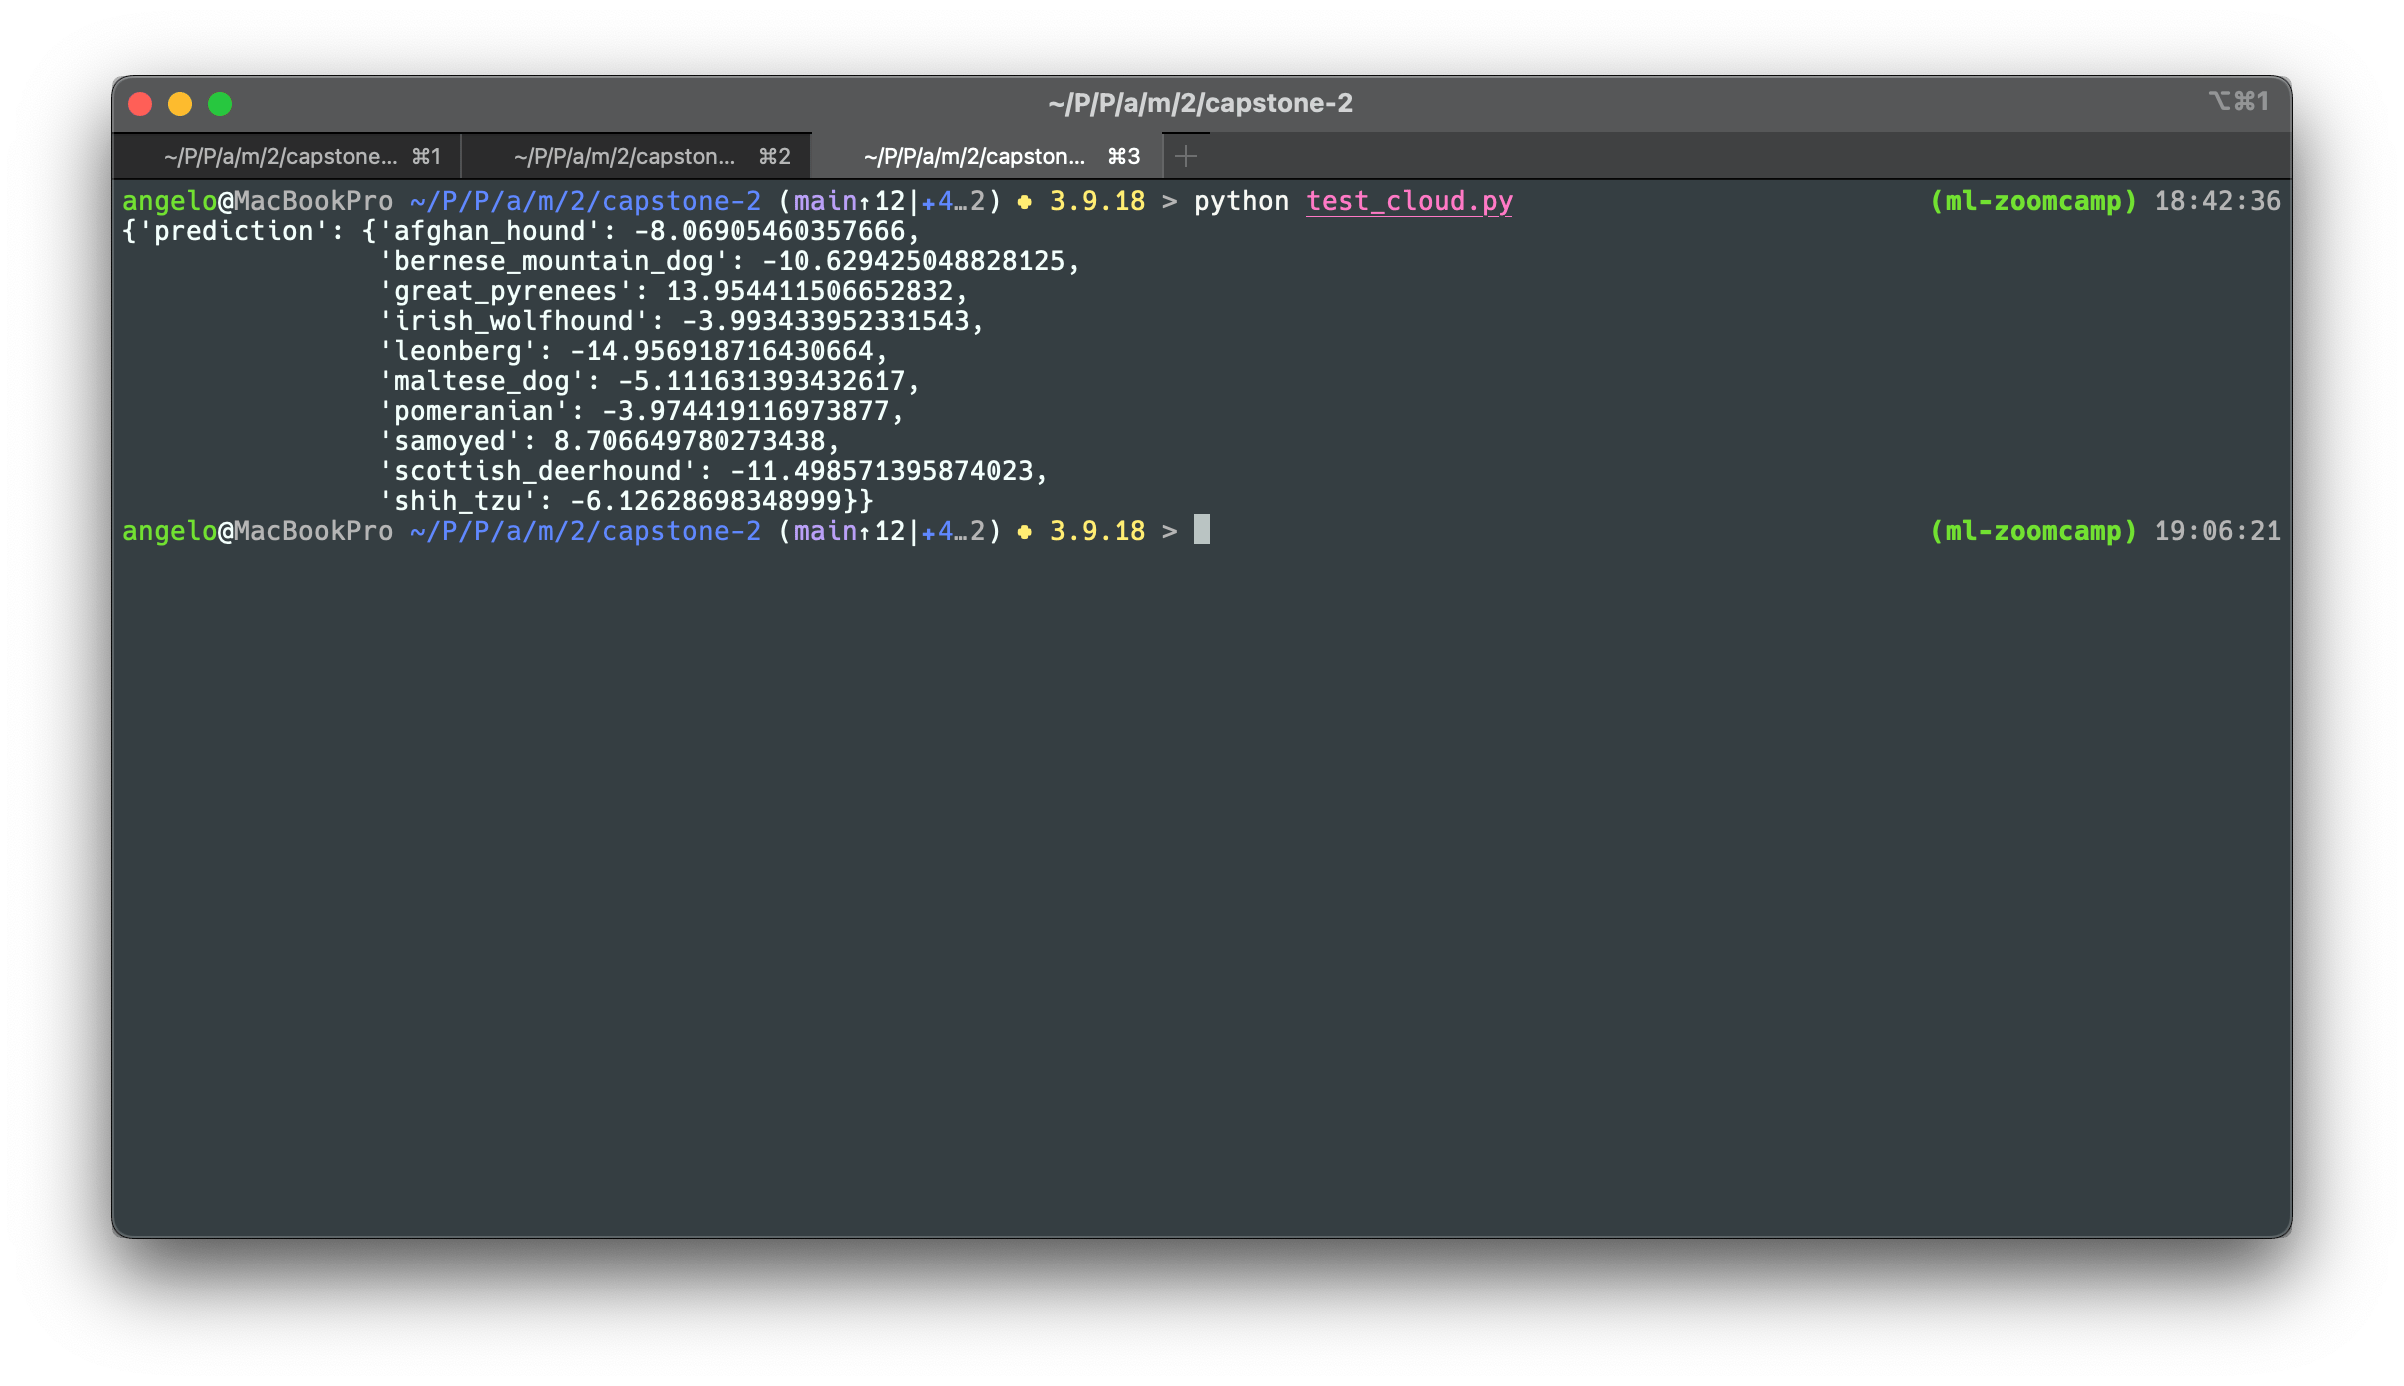 ~/P/P/a/m/2/capstone-2 ⌥⌘1
~/P/P/a/m/2/capstone... ⌘1 ~/P/P/a/m/2/capston... ⌘2 ~/P/P/a/m/2/capston... ⌘3
angelo@MacBookPro ~/P/P/a/m/2/capstone-2 (main↑12|✚4…2) 3.9.18 > python test_cloud.py (ml-zoomcamp) 18:42:36
{'prediction': {'afghan_hound': -8.06905460357666,
'bernese_mountain_dog': -10.629425048828125,
'great_pyrenees': 13.954411506652832,
'irish_wolfhound': -3.993433952331543,
'leonberg': -14.956918716430664,
'maltese_dog': -5.111631393432617,
'pomeranian': -3.974419116973877,
'samoyed': 8.706649780273438,
'scottish_deerhound': -11.498571395874023,
'shih_tzu': -6.12628698348999}}
angelo@MacBookPro ~/P/P/a/m/2/capstone-2 (main↑12|✚4…2) 3.9.18 > (ml-zoomcamp) 19:06:21